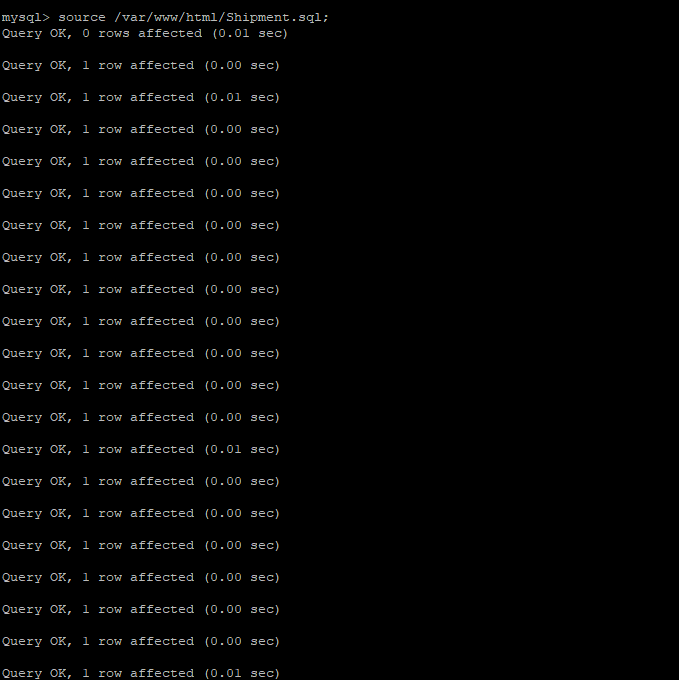 mysql> source /var/www/html/Shipment.sql;
Query OK, 0 rows affected (0.01 sec)
Query OK, 1 row affected (0.00 sec)
Query OK, 1 row affected (0.01 sec)
Query OK, 1 row affected (0.00 sec)
Query OK, 1 row affected (0.00 sec)
Query OK, 1 row affected (0.00 sec)
Query OK, 1 row affected (0.00 sec)
Query OK, 1 row affected (0.00 sec)
Query OK, 1 row affected (0.00 sec)
Query OK, 1 row affected (0.00 sec)
Query OK, 1 row affected (0.00 sec)
Query OK, 1 row affected (0.00 sec)
Query OK, 1 row affected (0.00 sec)
Query OK, 1 row affected (0.01 sec)
Query OK, 1 row affected (0.00 sec)
Query OK, 1 row affected (0.00 sec)
Query OK, 1 row affected (0.00 sec)
Query OK, 1 row affected (0.00 sec)
Query OK, 1 row affected (0.00 sec)
Query OK, 1 row affected (0.00 sec)
Query OK, 1 row affected (0.01 sec)